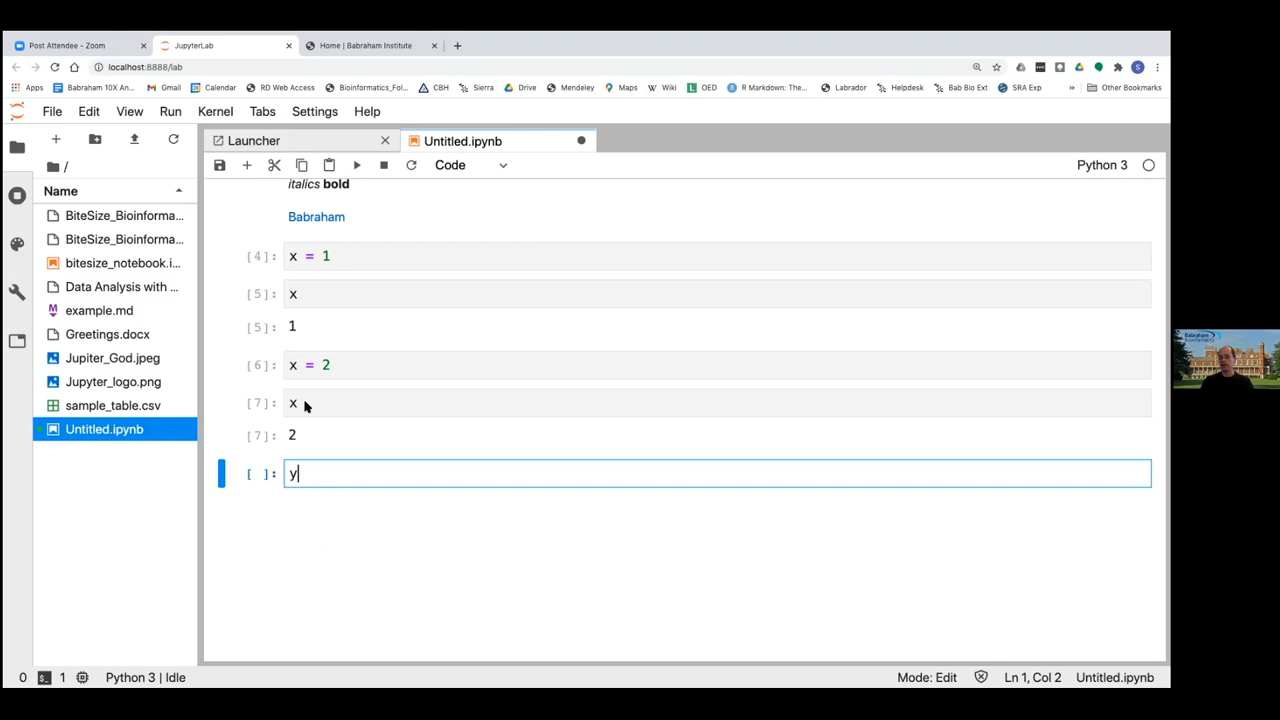 Post Attendee - Zoom
JupyterLab
Home | Babraham Institute
localhost:8888/lab
Apps Babraham 10X An... Gmail Calendar RD Web Access Bioinformatics_Fol... CBH Sierra Drive Mendeley Maps Wiki OED R Markdown: The... Labrador Helpdesk Bab Bio Ext SRA Exp » Other Bookmarks
File Edit View Run Kernel Tabs Settings Help
Launcher Untitled.ipynb
/
Code Python 3
Name
BiteSize_Bioinforma...
BiteSize_Bioinforma...
bitesize_notebook.i...
Data Analysis with ...
example.md
Greetings.docx
Jupiter_God.jpeg
Jupyter_logo.png
sample_table.csv
Untitled.ipynb
italics bold
Babraham
[4]: x = 1
[5]: x
[5]: 1
[6]: x = 2
[7]: x
[7]: 2
[ ]: y
0 1 Python 3 | Idle Mode: Edit Ln 1, Col 2 Untitled.ipynb
Babraham
Bioinformatics